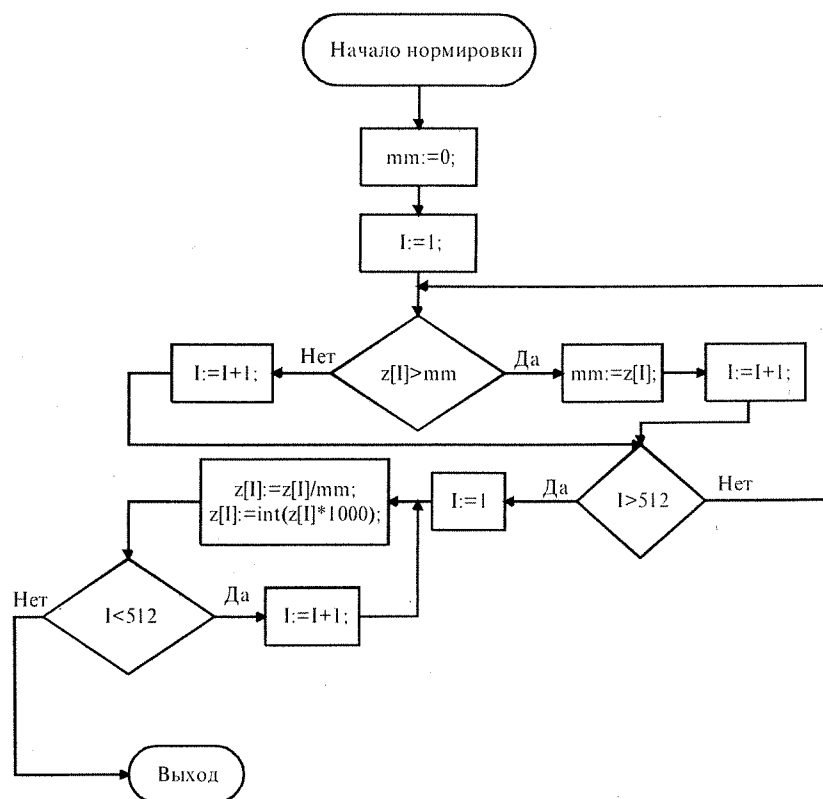 Начало нормировки
mm:=0;
I:=1;
z[I]>mm
Нет
Да
I:=I+1;
mm:=z[I];
I:=I+1;
z[I]:=z[I]/mm;
z[I]:=int(z[I]*1000);
I:=1
Да
I>512
Нет
Нет
I<512
Да
I:=I+1;
Выход